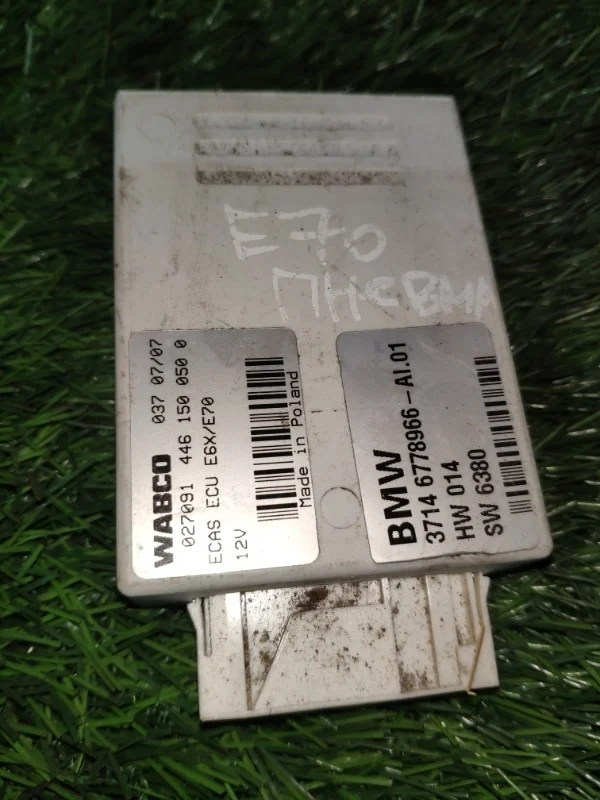 E70
ПНЕВМА
WABCO 037 07/07
027091 446 150 050 0
ECAS ECU E6X/E70
12V
Made in Poland
BMW
3714 6778966-AI.01
HW 014
SW 6380